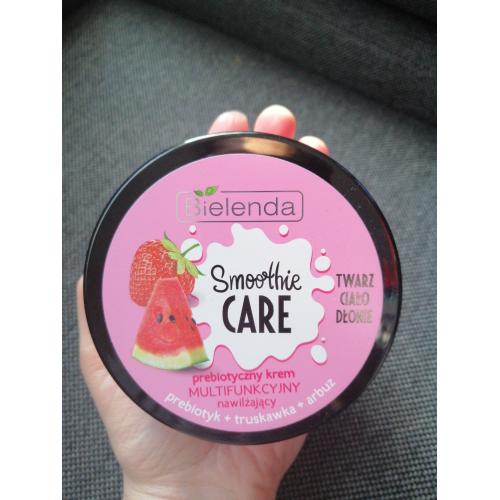 Bielenda
Smoothie
CARE
TWARZ
CIAŁO
DŁONIE
prebiotyczny krem
MULTIFUNKCYJNY
nawilżający
prebiotyk + truskawka + arbuz